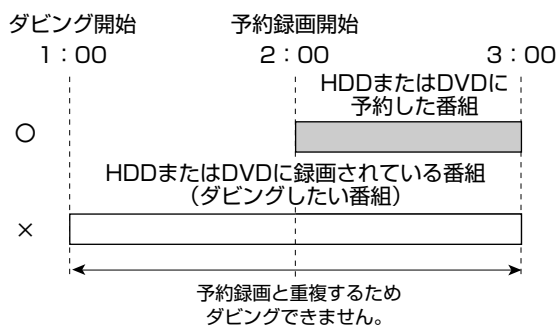 ダビング開始 予約録画開始
1：00 2：00 3：00
HDDまたはDVDに
予約した番組
○
HDDまたはDVDに録画されている番組
（ダビングしたい番組）
×
予約録画と重複するため
ダビングできません。